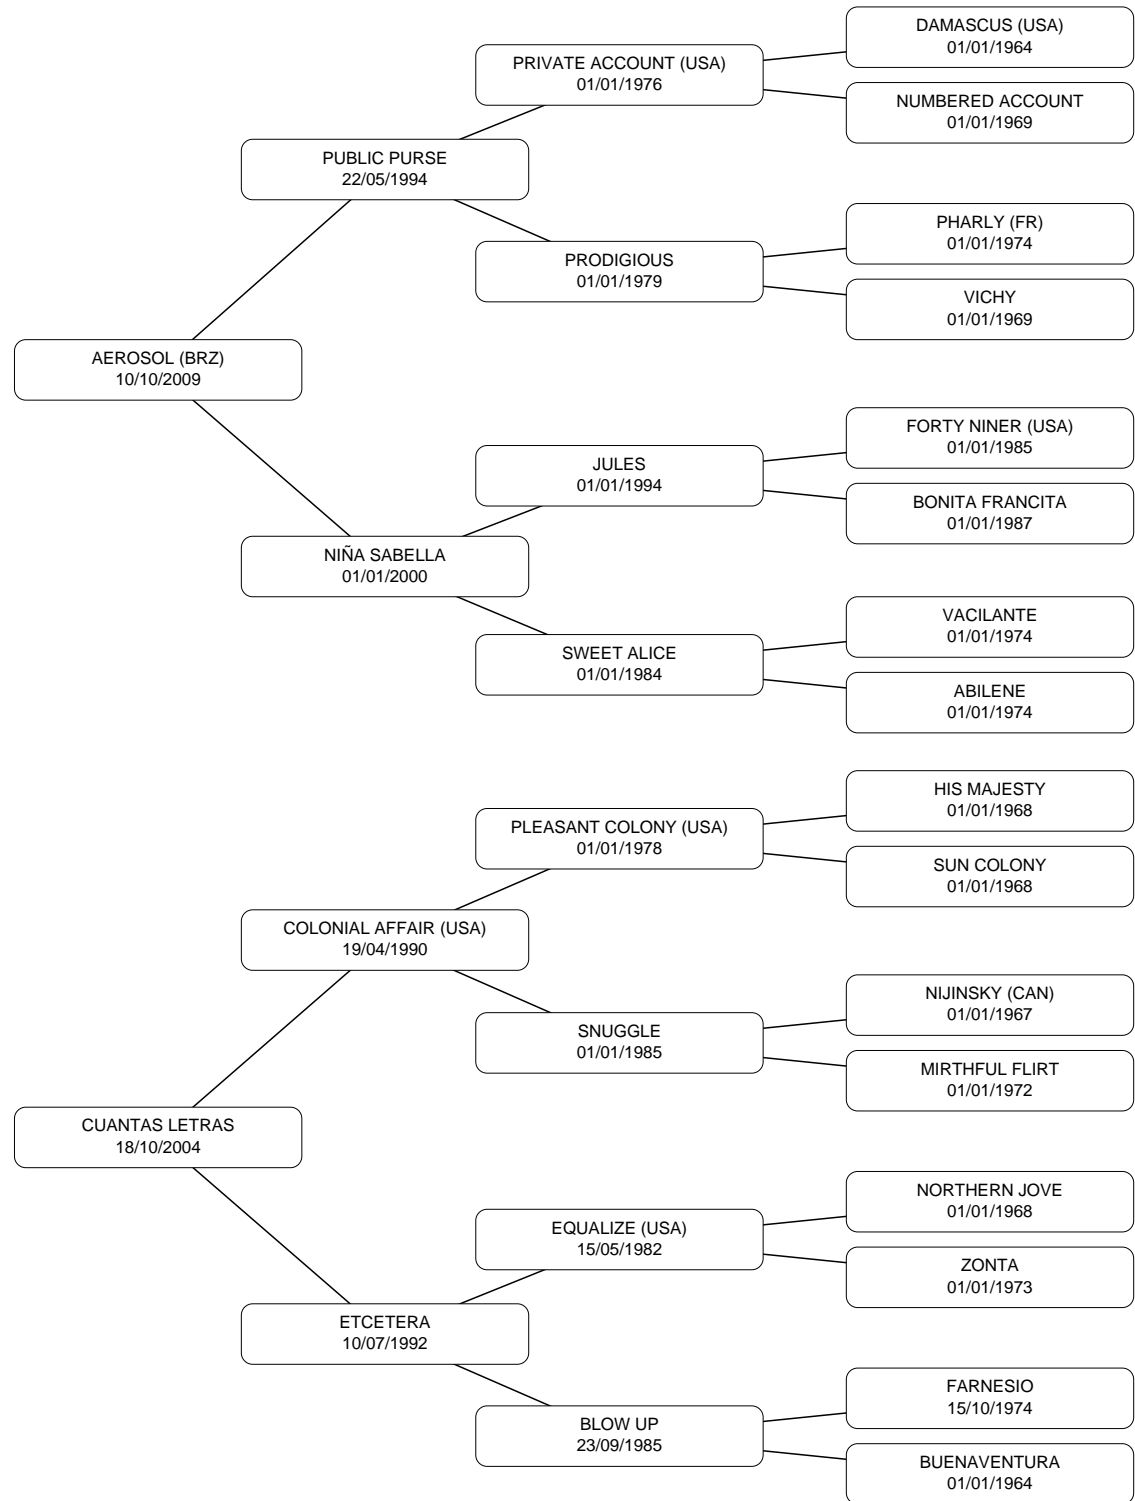 DAMASCUS (USA)
01/01/1964
PRIVATE ACCOUNT (USA)
01/01/1976
NUMBERED ACCOUNT
01/01/1969
PUBLIC PURSE
22/05/1994
PHARLY (FR)
01/01/1974
PRODIGIOUS
01/01/1979
VICHY
01/01/1969
AEROSOL (BRZ)
10/10/2009
FORTY NINER (USA)
01/01/1985
JULES
01/01/1994
BONITA FRANCITA
01/01/1987
NIÑA SABELLA
01/01/2000
VACILANTE
01/01/1974
SWEET ALICE
01/01/1984
ABILENE
01/01/1974
HIS MAJESTY
01/01/1968
PLEASANT COLONY (USA)
01/01/1978
SUN COLONY
01/01/1968
COLONIAL AFFAIR (USA)
19/04/1990
NIJINSKY (CAN)
01/01/1967
SNUGGLE
01/01/1985
MIRTHFUL FLIRT
01/01/1972
CUANTAS LETRAS
18/10/2004
NORTHERN JOVE
01/01/1968
EQUALIZE (USA)
15/05/1982
ZONTA
01/01/1973
ETCETERA
10/07/1992
FARNESIO
15/10/1974
BLOW UP
23/09/1985
BUENAVENTURA
01/01/1964